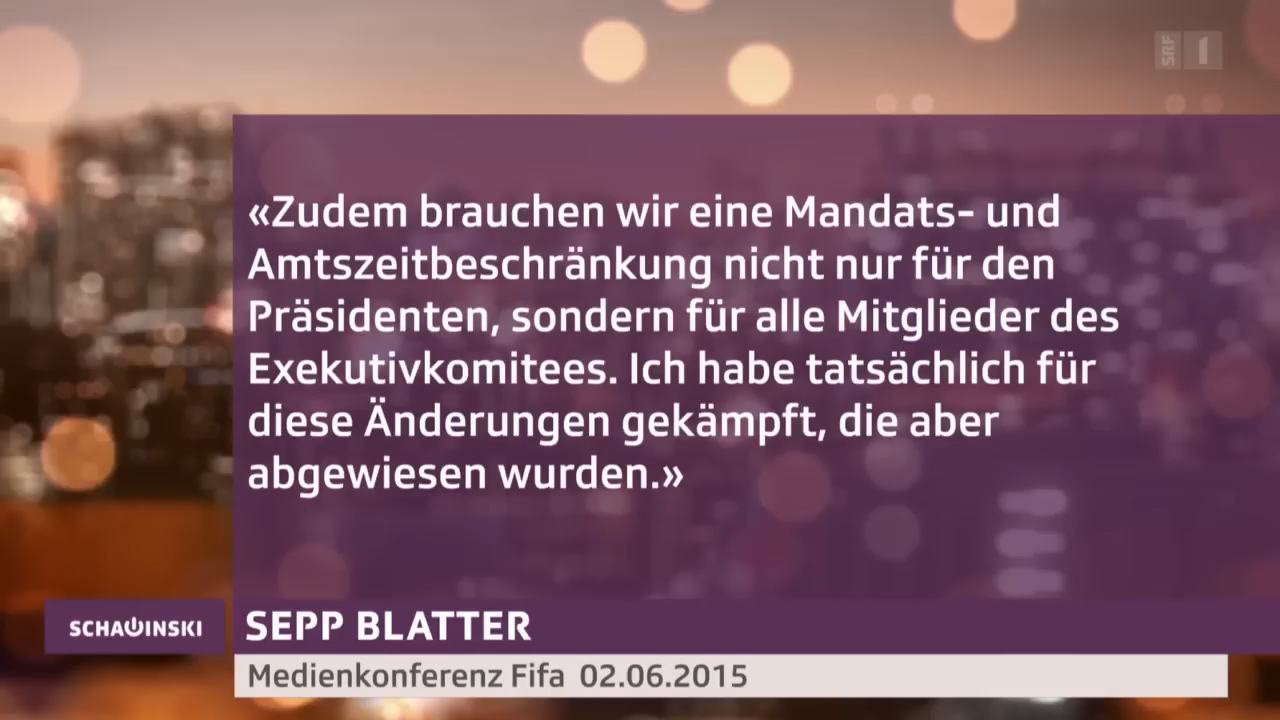 SRF 1
«Zudem brauchen wir eine Mandats- und
Amtszeitbeschränkung nicht nur für den
Präsidenten, sondern für alle Mitglieder des
Exekutivkomitees. Ich habe tatsächlich für
diese Änderungen gekämpft, die aber
abgewiesen wurden.»
SCHAWINSKI
SEPP BLATTER
Medienkonferenz Fifa 02.06.2015